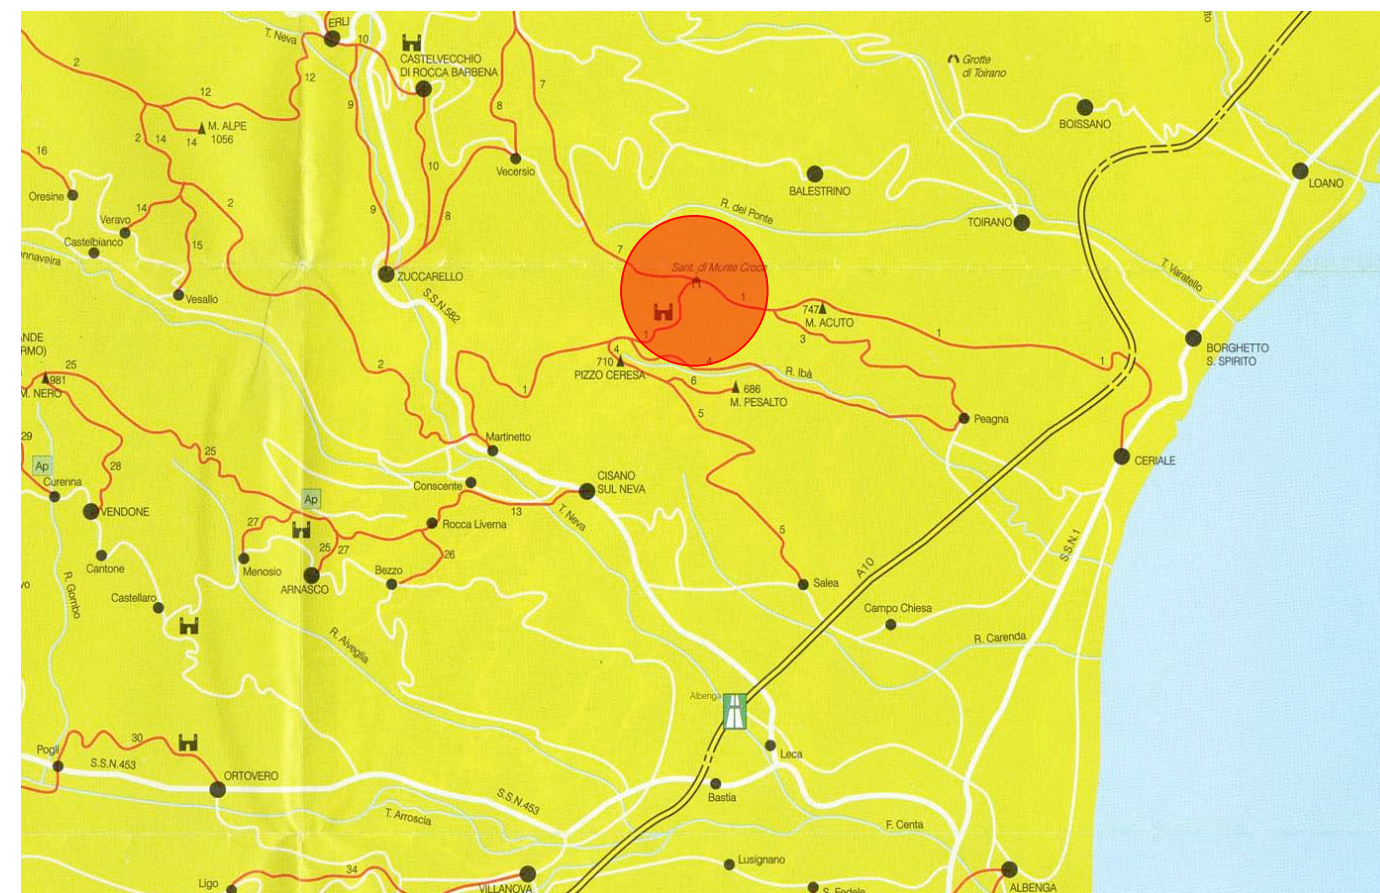 ERLI
T. Neva
10
CASTELVECCHIO
DI ROCCA BARBENA
Grotte
di Toirano
2
12
12
9
8
7
M. ALPE
1056
2
14
14
BOISSANO
16
10
Vecersio
BALESTRINO
LOANO
Oresine
14
2
9
8
R. del Ponte
TOIRANO
Veravo
Castelbianco
15
7
ZUCCARELLO
Sant. di Monte Croce
T. Varatello
Vesallo
S.S.N.582
1
747
M. ACUTO
1
1
3
BORGHETTO
S. SPIRITO
25
2
4
710
PIZZO CERESA
4
R. Ibà
1
981
M. NERO
1
6
686
M. PESALTO
5
Peagna
29
25
Martinetto
CERIALE
Ap
28
Curenna
Conscente
CISANO
SUL NEVA
Ap
VENDONE
13
T. Neva
27
Rocca Liverna
5
S.S.N.1
25
27
26
A10
Cantone
Menosio
Bezzo
Salea
ARNASCO
R. Gombo
Castellaro
Campo Chiesa
R. Alveglia
R. Carenda
Albenga
30
Pogli
S.S.N.453
Leca
ORTOVERO
S.S.N.453
Bastia
T. Arroscia
F. Centa
34
Ligo
VILLANOVA
Lusignano
S. Fedele
ALBENGA